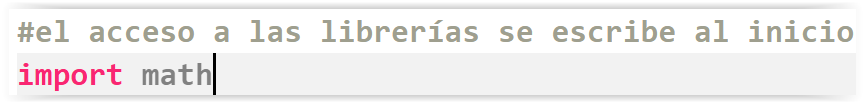 #el acceso a las librerías se escribe al inicio
import math